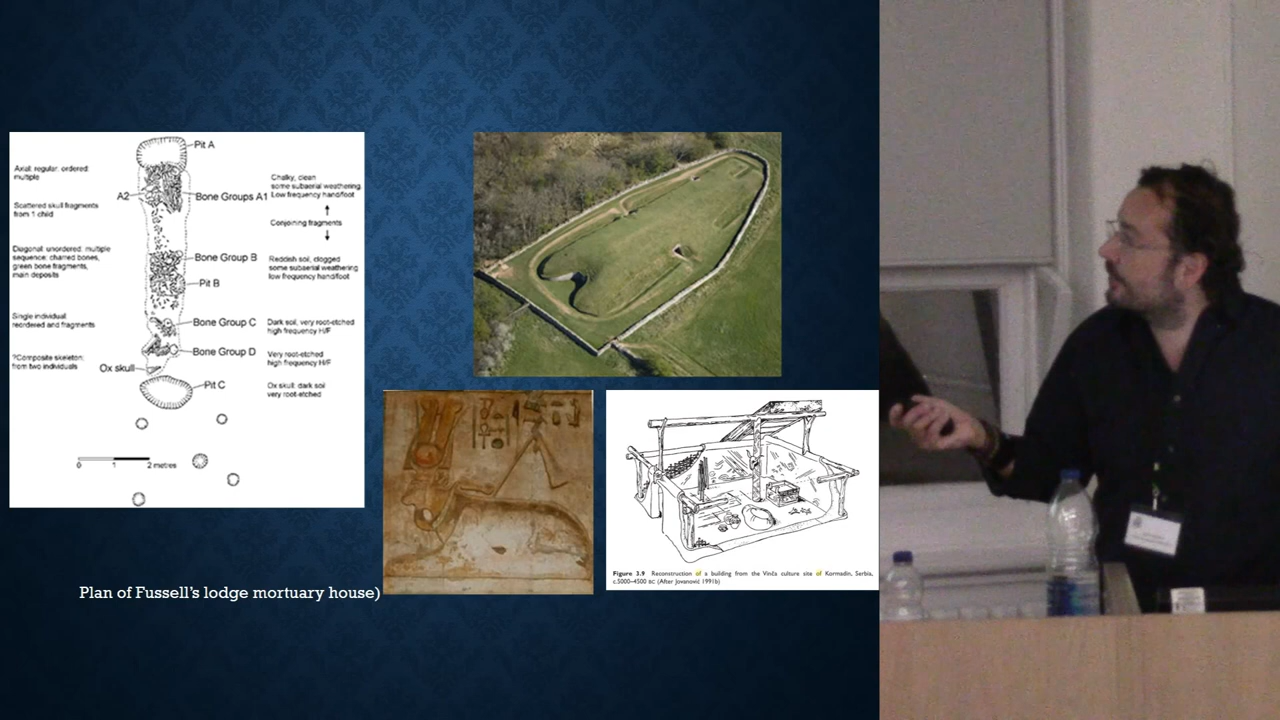 Pit A
Axial: regular, ordered:
multiple
A2
Bone Groups A1
Chalky, clean
some subaerial weathering
Low frequency hand/foot
Scattered skull fragments
from 1 child
Conjoining fragments
Diagonal: unordered: multiple
sequence: charred bones,
green bone fragments,
main deposits
Bone Group B
Reddish soil, clogged
some subaerial weathering
low frequency hand/foot
Pit B
Single individual
reordered and fragments
Bone Group C
Dark soil, very root-etched
high frequency H/F
Bone Group D
Very root-etched
high frequency H/F
?Composite skeleton:
from two individuals
Ox skull
Pit C
Ox skull: dark soil
very root-etched
0 1 2 metres
Plan of Fussell's lodge mortuary house)
Figure 3.9 Reconstruction of a building from the Vinča culture site of Kormadin, Serbia,
c.5000–4500 BC (After Jovanović 1991b)